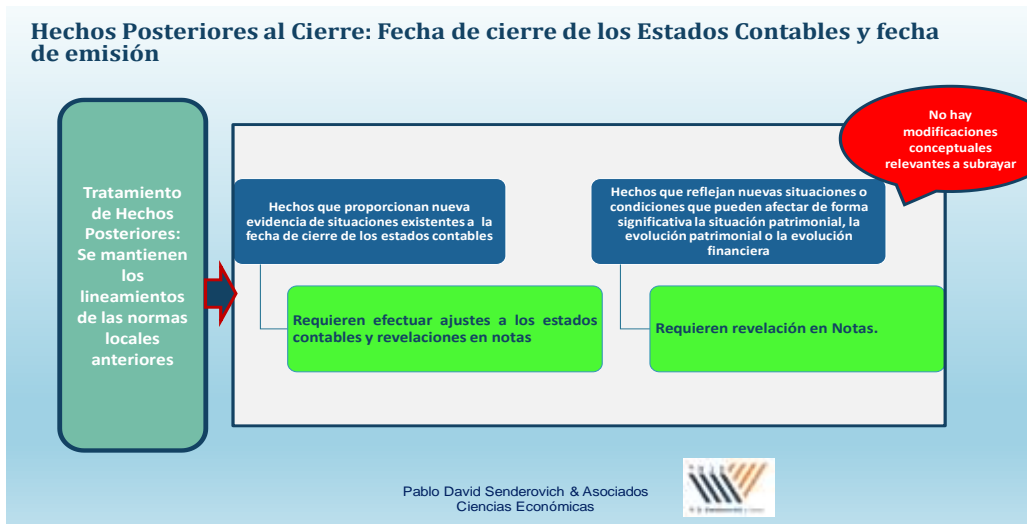 Hechos Posteriores al Cierre: Fecha de cierre de los Estados Contables y fecha
de emisión
No hay
modificaciones
conceptuales
relevantes a subrayar
Tratamiento
de Hechos
Posteriores:
Se mantienen
los
lineamientos
de las normas
locales
anteriores
Hechos que proporcionan nueva
evidencia de situaciones existentes a la
fecha de cierre de los estados contables
Requieren efectuar ajustes a los estados
contables y revelaciones en notas
Hechos que reflejan nuevas situaciones o
condiciones que pueden afectar de forma
significativa la situación patrimonial, la
evolución patrimonial o la evolución
financiera
Requieren revelación en Notas.
Pablo David Senderovich & Asociados
Ciencias Económicas